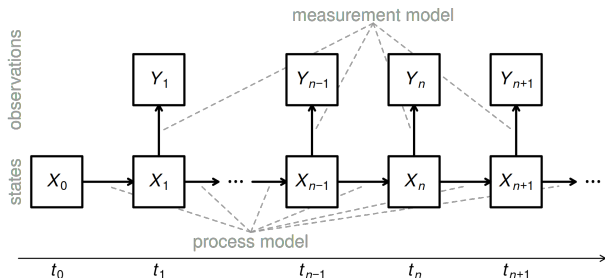 measurement model
observations
Y1 Yn−1 Yn Yn+1
states
X0 X1 ... Xn−1 Xn Xn+1 ...
process model
t0 t1 tn−1 tn tn+1